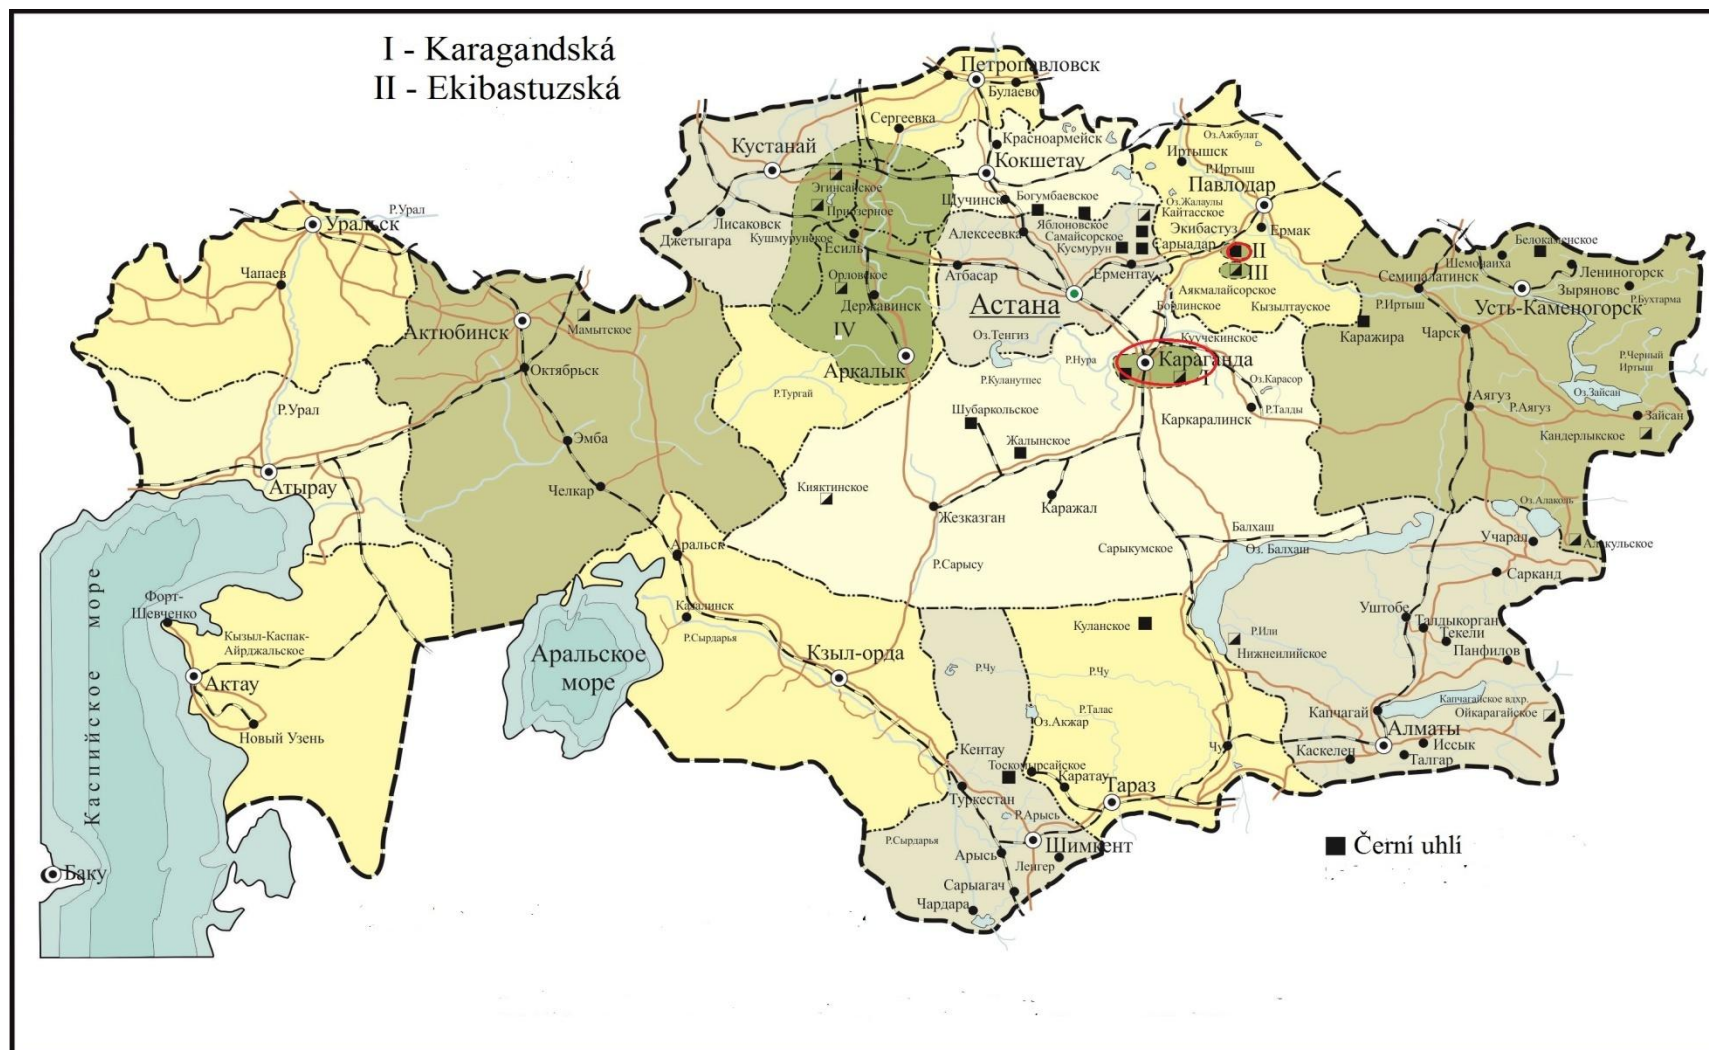 I - Karagandská
II - Ekibastuzská
Петропавловск
Булаево
Сергеевка
Красноармейск
Оз.Ажбулат
Иртышск
Кустанай
Кокшетау
Р.Иртыш
Павлодар
Эгинсайское
Щучинск
Богумбаевское
Оз.Жалаулы
Кайтасское
Приозерное
Лисаковск
Кушмурунское
Яблоновское
Экибастуз
Ермак
Р.Урал
Уральск
Джетыгара
Есиль
Алексеевка
Самайсорское
Кусмурун
Сарыадар
II
Белокаменское
Шемонаиха
Лениногорск
Чапаев
Атбасар
Ерментау
III
Семипалатинск
Зыряновс
Орловское
Державинск
Аякмалайсорское
Астана
Борлинское
Кызылтауское
Р.Иртыш
Усть-Каменогорск
Р.Бухтарма
Актюбинск
Мамытское
IV
Оз.Тенгиз
Куучекинское
Каражира
Чарск
Р.Нура
Караганда
Р.Черный
Иртыш
Октябрьск
Аркалык
Р.Куланутпес
I
Оз.Карасор
Оз.Зайсан
Р.Тургай
Р.Урал
Шубаркольское
Каркаралинск
Р.Талды
Аягуз
Р.Аягуз
Зайсан
Эмба
Жалынское
Кандерлыкское
Атырау
Челкар
Кияктинское
Жезказган
Каражал
Оз.Алаколь
Балхаш
Аральск
Сарыкумское
Оз. Балхаш
Учарал
Алакульское
Р.Сарысу
Сарканд
Каспийское море
Форт-
Шевченко
Казалинск
Уштобе
Кызыл-Каспак-
Айрджальское
Р.Сырдарья
Куланское
Р.Или
Талдыкорган
Текели
Аральское
море
Кзыл-орда
Нижнеилийское
Панфилов
Актау
Р.Чу
Р.Чу
Капчагайское вдхр.
Р.Талас
Оз.Акжар
Капчагай
Ойкарагайское
Новый Узень
Алматы
Кентау
Чу
Каскелен
Иссык
Талгар
Тоскомырсайское
Каратау
Тараз
Туркестан
Р.Арысь
Р.Сырдарья
Шимкент
Černí uhlí
Арысь
Ленгер
Баку
Сарыагач
Чардара